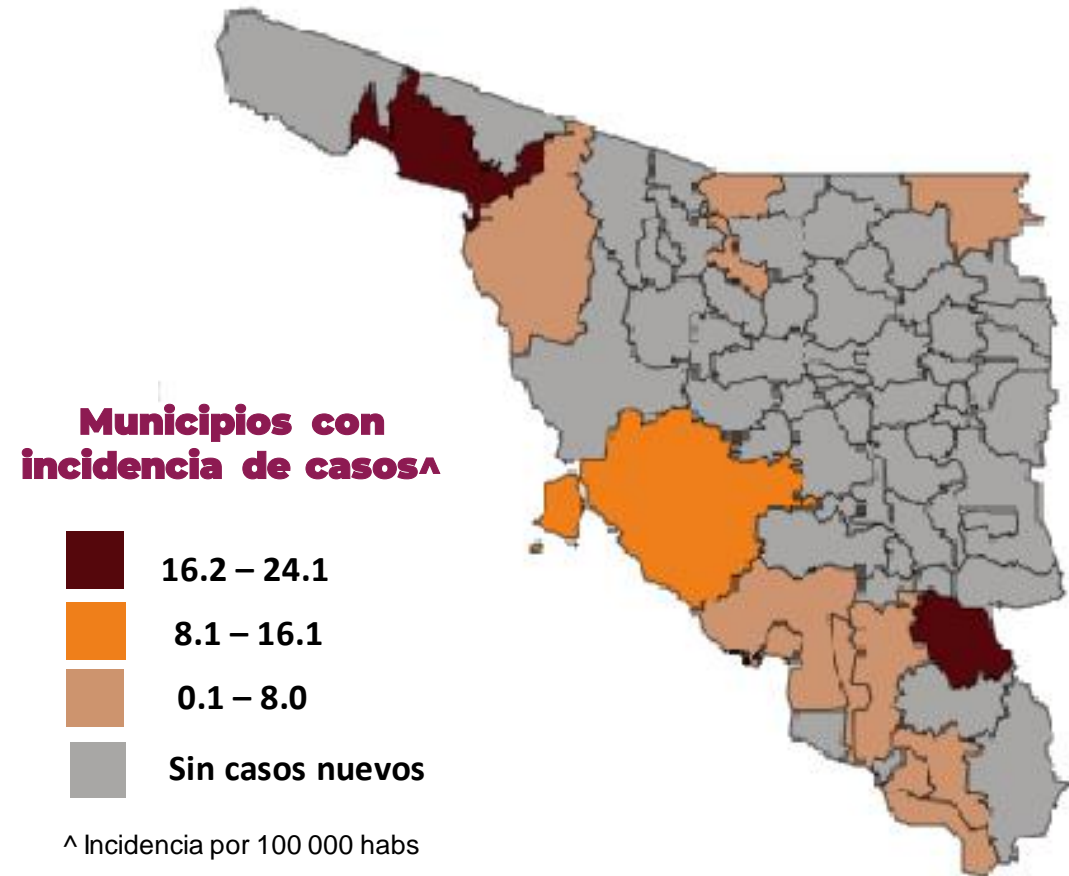 Municipios con
incidencia de casos^
16.2 – 24.1
8.1 – 16.1
0.1 – 8.0
Sin casos nuevos
^ Incidencia por 100 000 habs